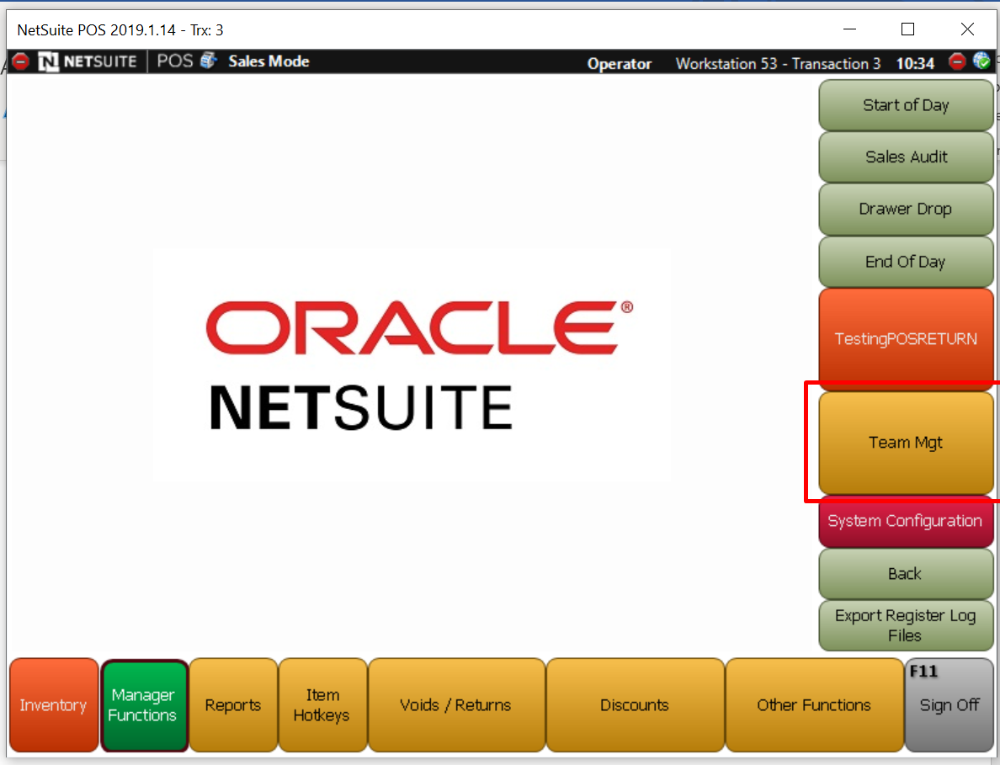 NetSuite POS 2019.1.14 - Trx: 3
N NETSUITE POS Sales Mode Operator Workstation 53 - Transaction 3 10:34
Start of Day
Sales Audit
Drawer Drop
End Of Day
TestingPOSRETURN
ORACLE®
NETSUITE
Team Mgt
System Configuration
Back
Export Register Log
Files
Inventory
Manager
Functions
Reports
Item
Hotkeys
Voids / Returns
Discounts
Other Functions
F11
Sign Off